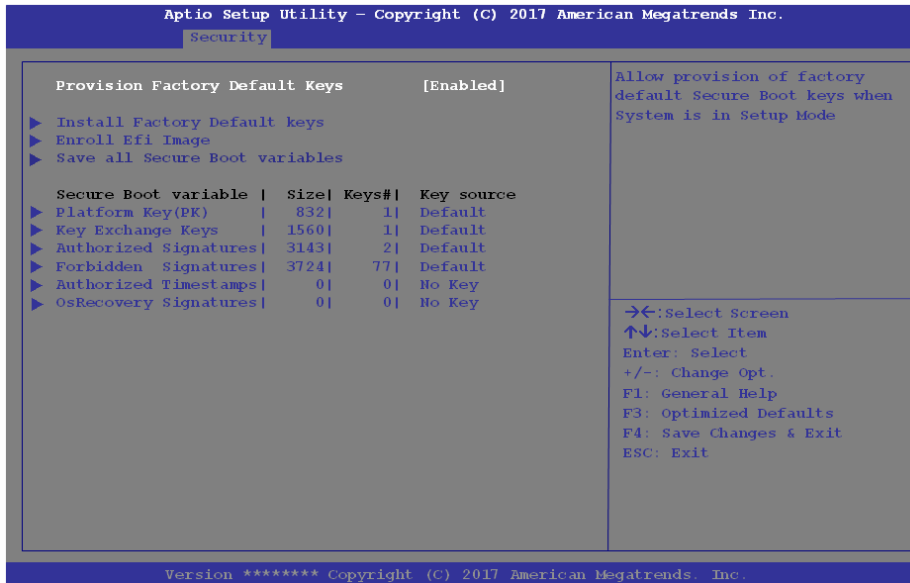 Aptio Setup Utility – Copyright (C) 2017 American Megatrends Inc.
Security
Provision Factory Default Keys [Enabled]
Install Factory Default keys
Enroll Efi Image
Save all Secure Boot variables
Secure Boot variable | Size| Keys#| Key source
Platform Key(PK) | 832| 1| Default
Key Exchange Keys | 1560| 1| Default
Authorized Signatures| 3143| 2| Default
Forbidden Signatures| 3724| 77| Default
Authorized Timestamps| 0| 0| No Key
OsRecovery Signatures| 0| 0| No Key
Allow provision of factory
default Secure Boot keys when
System is in Setup Mode
→←:Select Screen
↑↓:Select Item
Enter: Select
+/-: Change Opt.
F1: General Help
F3: Optimized Defaults
F4: Save Changes & Exit
ESC: Exit
Version ******** Copyright (C) 2017 American Megatrends. Inc.